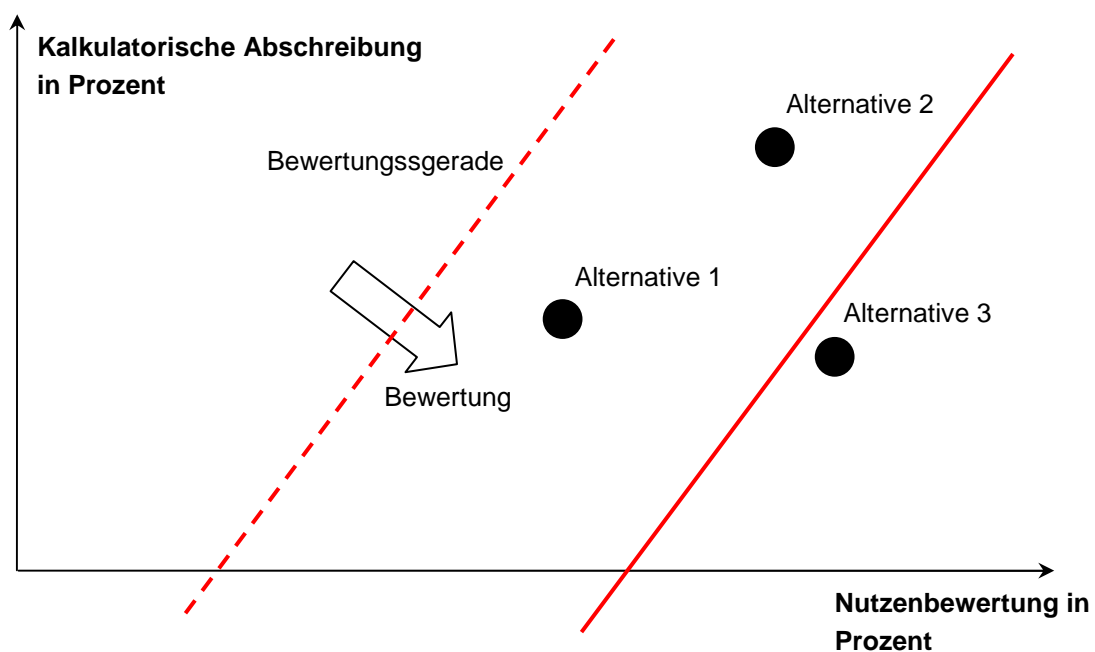 Kalkulatorische Abschreibung
in Prozent
Alternative 2
Bewertungssgerade
Alternative 1
Alternative 3
Bewertung
Nutzenbewertung in
Prozent